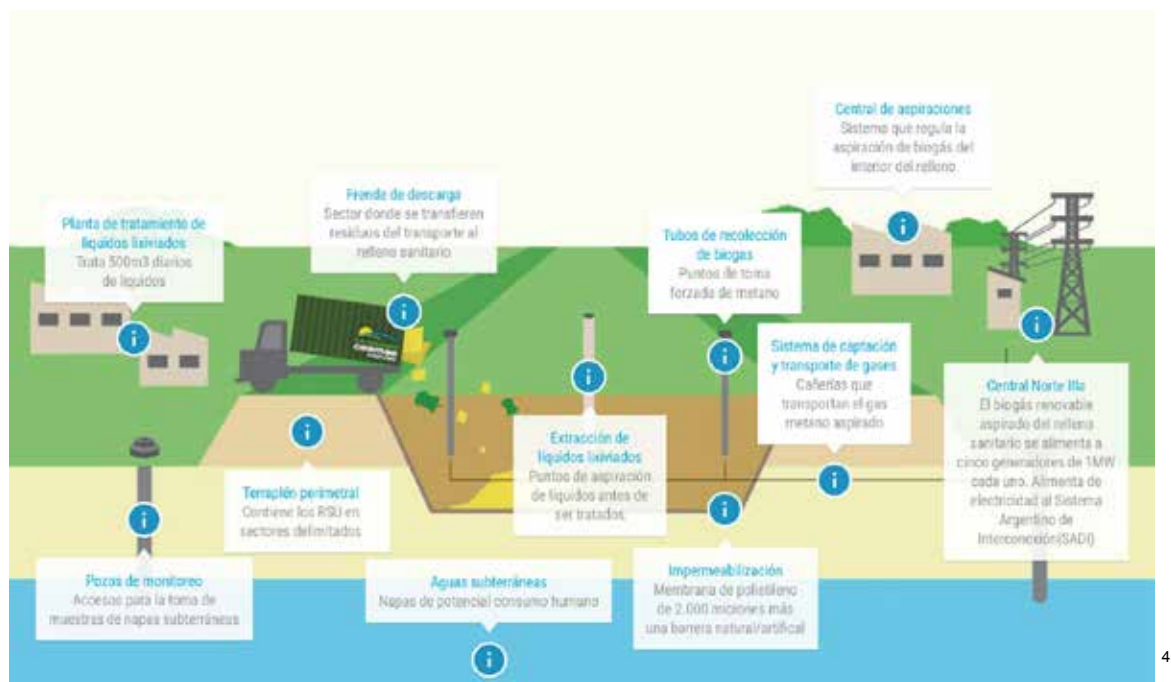 Central de aspiraciones
Sistema que regula la
aspiración de biogás del
interior del relleno
Frende de descarga
Sector donde se transfieren
residuos del transporte al
relleno sanitario
Planta de tratamiento de
líquidos lixiviados
Trata 500m3 diarios
de líquidos
Tubos de recolección
de biogas
Puntos de toma
forzada de metano
Sistema de captación
y transporte de gases
Cañerías que
transportan el gas
metano aspirado
Central Norte IIIa
El biogás renovable
aspirado del relleno
sanitario se alimenta a
cinco generadores de 1MW
cada uno. Alimenta de
electricidad al Sistema
Argentino de
Interconexión(SADI)
Extracción de
líquidos lixiviados
Puntos de aspiración
de líquidos antes de
ser tratados
Terraplén perimetral
Contiene los RSU en
sectores delimitados
Pozos de monitoreo
Accesos para la toma de
muestras de napas subterráneas
Aguas subterráneas
Napas de potencial consumo humano
Impermeabilización
Membrana de polietileno
de 2.000 micrones más
una barrera natural/artifical
4